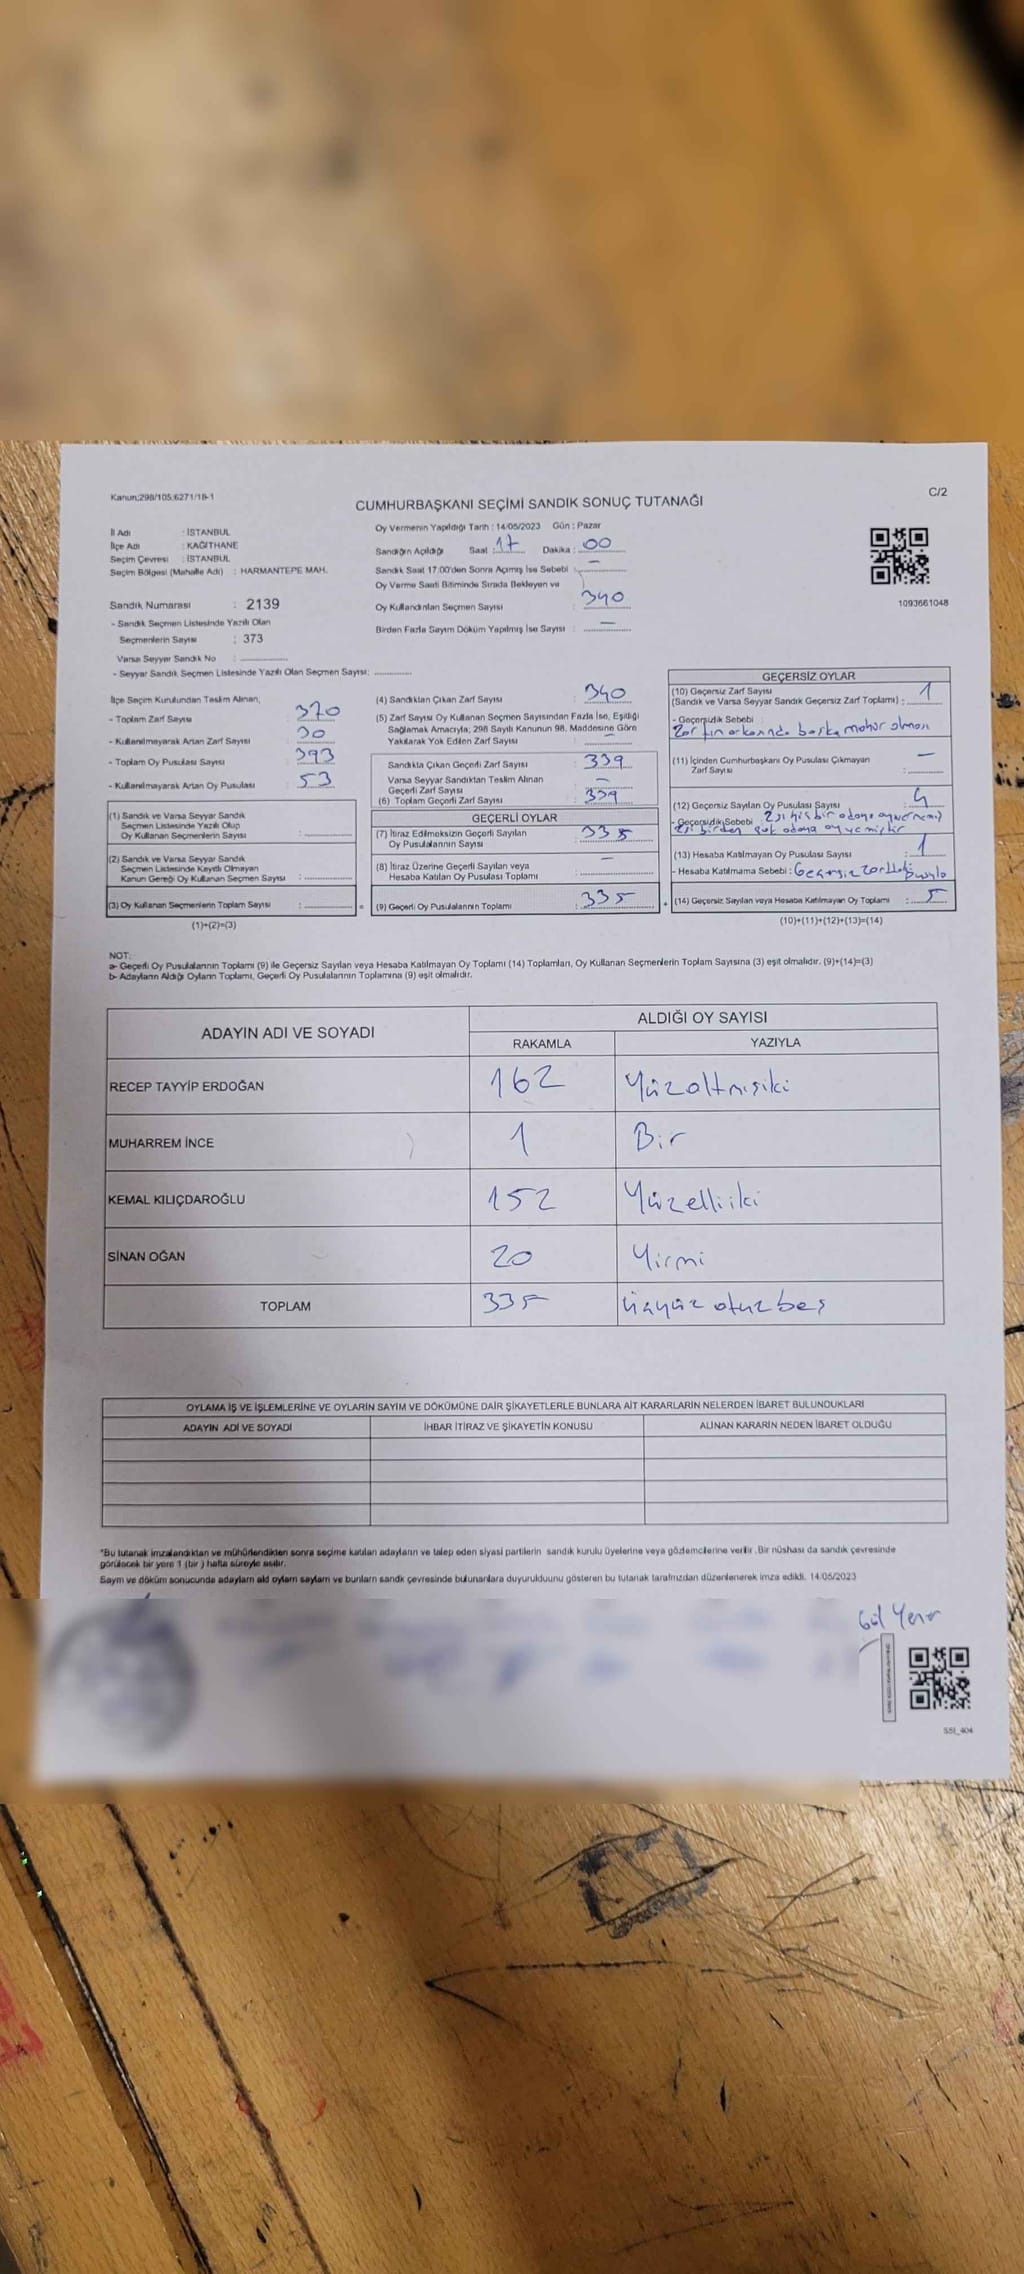 Kanun;298/105,6271/18-1
C/2
CUMHURBAŞKANI SEÇİMİ SANDIK SONUÇ TUTANAĞI
İl Adı : İSTANBUL
İlçe Adı : KAĞITHANE
Seçim Çevresi : İSTANBUL
Seçim Bölgesi (Mahalle Adı) : HARMANTEPE MAH.
Sandık Numarası : 2139
- Sandık Seçmen Listesinde Yazılı Olan
Seçmenlerin Sayısı : 373
Varsa Seyyar Sandık No :
- Seyyar Sandık Seçmen Listesinde Yazılı Olan Seçmen Sayısı:
Oy Vermenin Yapıldığı Tarih : 14/05/2023 Gün : Pazar
Sandığın Açıldığı Saat : 17 Dakika : 00
Sandık Saat 17.00'den Sonra Açımış İse Sebebi : —
Oy Verme Saati Bitiminde Sırada Bekleyen ve
Oy Kullandırılan Seçmen Sayısı : 340
Birden Fazla Sayım Döküm Yapılmış İse Sayısı : —
1093661048
İlçe Seçim Kurulundan Teslim Alınan;
- Toplam Zarf Sayısı : 370
- Kullanılmayarak Artan Zarf Sayısı : 30
- Toplam Oy Pusulası Sayısı : 393
- Kullanılmayarak Artan Oy Pusulası : 53
(1) Sandık ve Varsa Seyyar Sandık
Seçmen Listesinde Yazılı Olup
Oy Kullanan Seçmenlerin Sayısı :
(2) Sandık ve Varsa Seyyar Sandık
Seçmen Listesinde Kayıtlı Olmayan
Kanun Gereği Oy Kullanan Seçmen Sayısı :
(3) Oy Kullanan Seçmenlerin Toplam Sayısı :
(1)+(2)=(3)
(4) Sandıktan Çıkan Zarf Sayısı : 340
(5) Zarf Sayısı Oy Kullanan Seçmen Sayısından Fazla İse, Eşitliği
Sağlamak Amacıyla; 298 Sayılı Kanunun 98. Maddesine Göre
Yakılarak Yok Edilen Zarf Sayısı : —
Sandıkta Çıkan Geçerli Zarf Sayısı : 339
Varsa Seyyar Sandıktan Teslim Alınan
Geçerli Zarf Sayısı : —
(6) Toplam Geçerli Zarf Sayısı : 339
GEÇERLİ OYLAR
(7) İtiraz Edilmeksizin Geçerli Sayılan
Oy Pusulalarının Sayısı : 335
(8) İtiraz Üzerine Geçerli Sayılan veya
Hesaba Katılan Oy Pusulası Toplamı : —
(9) Geçerli Oy Pusulalarının Toplamı : 335
GEÇERSİZ OYLAR
(10) Geçersiz Zarf Sayısı
(Sandık ve Varsa Seyyar Sandık Geçersiz Zarf Toplamı) : 1
- Geçersizlik Sebebi :
Zarfın arkasında başka mühür olması
(11) İçinden Cumhurbaşkanı Oy Pusulası Çıkmayan
Zarf Sayısı : —
(12) Geçersiz Sayılan Oy Pusulası Sayısı : 4
- Geçersizlik Sebebi : 2si hiç bir adaya oy vermemiş
2si birden çok adaya oy vermiştir
(13) Hesaba Katılmayan Oy Pusulası Sayısı : 1
- Hesaba Katılmama Sebebi : Geçersiz zarftaki pusula
(14) Geçersiz Sayılan veya Hesaba Katılmayan Oy Toplamı : 5
(10)+(11)+(12)+(13)=(14)
NOT:
a- Geçerli Oy Pusulalarının Toplamı (9) ile Geçersiz Sayılan veya Hesaba Katılmayan Oy Toplamı (14) Toplamları, Oy Kullanan Seçmenlerin Toplam Sayısına (3) eşit olmalıdır. (9)+(14)=(3)
b- Adayların Aldığı Oyların Toplamı, Geçerli Oy Pusulalarının Toplamına (9) eşit olmalıdır.
ADAYIN ADI VE SOYADI
ALDIĞI OY SAYISI
RAKAMLA YAZIYLA
RECEP TAYYİP ERDOĞAN 162 Yüzaltmışiki
MUHARREM İNCE 1 Bir
KEMAL KILIÇDAROĞLU 152 Yüzelliiki
SİNAN OĞAN 20 Yirmi
TOPLAM 335 üçyüz otuz beş
OYLAMA İŞ VE İŞLEMLERİNE VE OYLARIN SAYIM VE DÖKÜMÜNE DAİR ŞİKAYETLERLE BUNLARA AİT KARARLARIN NELERDEN İBARET BULUNDUKLARI
ADAYIN ADI VE SOYADI İHBAR İTİRAZ VE ŞİKAYETİN KONUSU ALINAN KARARIN NEDEN İBARET OLDUĞU
*Bu tutanak imzalandıktan ve mühürlendikten sonra seçime katılan adayların ve talep eden siyasi partilerin sandık kurulu üyelerine veya gözlemcilerine verilir. Bir nüshası da sandık çevresinde
görülecek bir yere 1 (bir ) hafta süreyle asılır.
Sayım ve döküm sonucunda adayların aldı oyların sayların ve bunların sandık çevresinde bulunanlara duyurulduunu gösteren bu tutanak tarafımzdan düzenlenerek imza edildi. 14/05/2023
Gül Yener
SSI_404